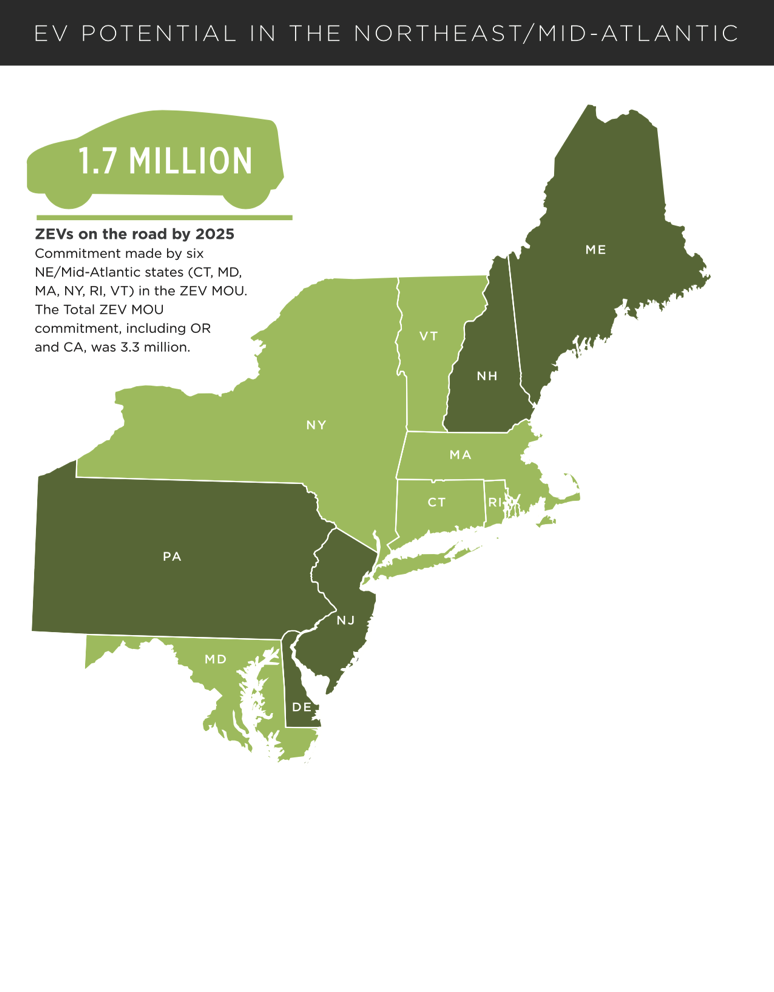 EV POTENTIAL IN THE NORTHEAST/MID-ATLANTIC
1.7 MILLION
ZEVs on the road by 2025
Commitment made by six
NE/Mid-Atlantic states (CT, MD,
MA, NY, RI, VT) in the ZEV MOU.
The Total ZEV MOU
commitment, including OR
and CA, was 3.3 million.
ME
VT
NH
NY
MA
CT
RI
PA
NJ
MD
DE